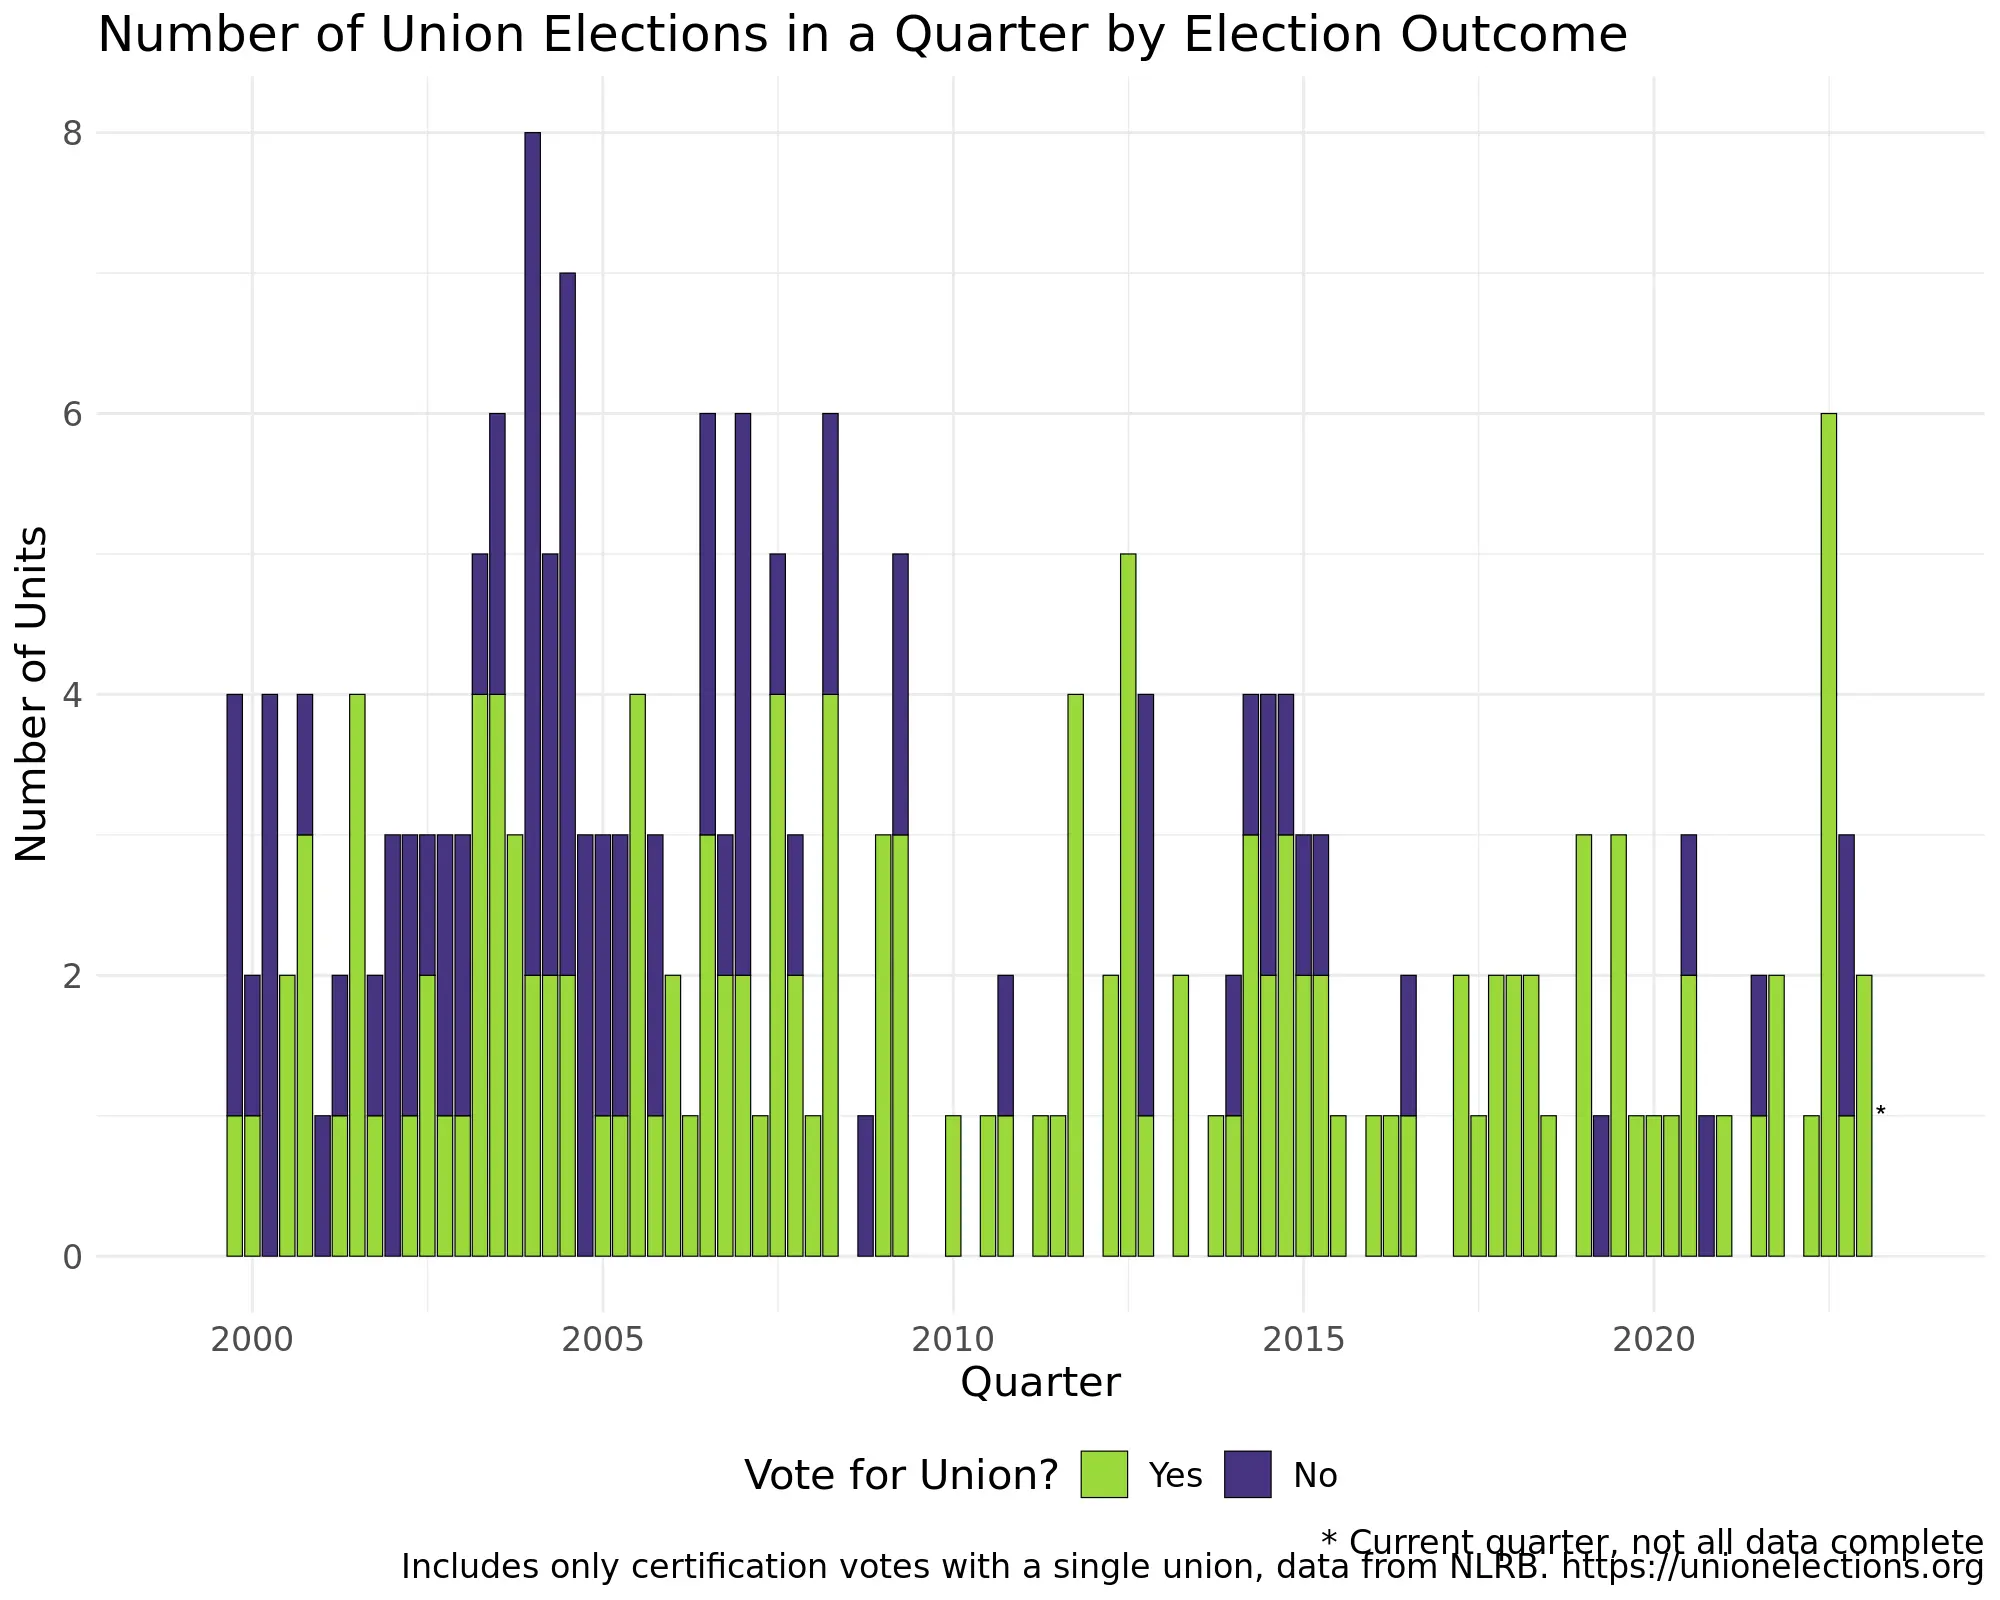 Number of Union Elections in a Quarter by Election Outcome
8
6
4
2
0
Number of Units
*
2000 2005 2010 2015 2020
Quarter
Vote for Union? Yes No
* Current quarter, not all data complete
Includes only certification votes with a single union, data from NLRB. https://unionelections.org